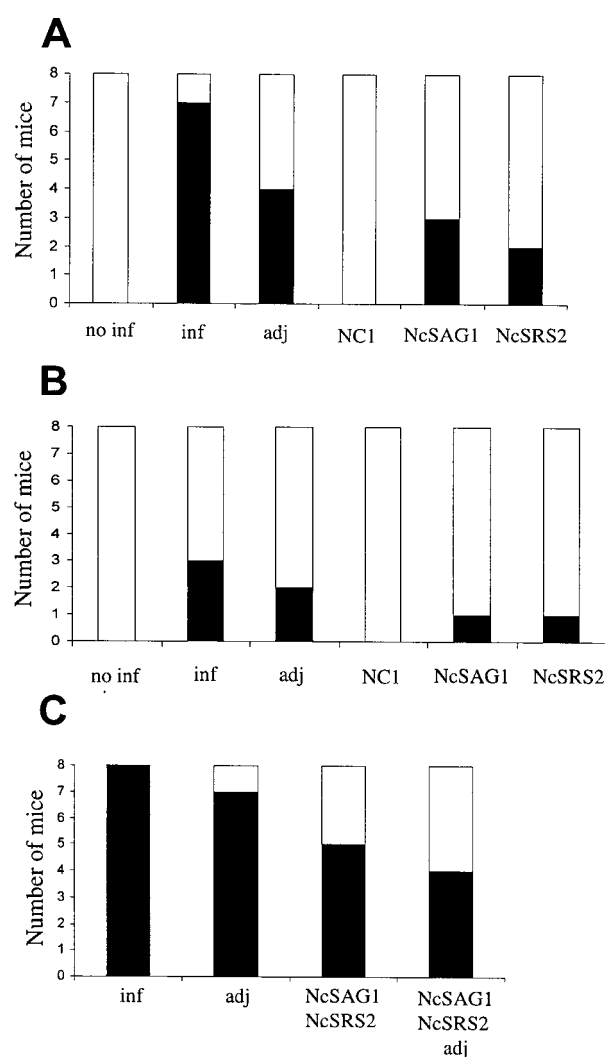 A
Number of mice
8
7
6
5
4
3
2
1
0
no inf inf adj NC1 NcSAG1 NcSRS2
B
Number of mice
8
7
6
5
4
3
2
1
0
no inf inf adj NC1 NcSAG1 NcSRS2
C
Number of mice
8
7
6
5
4
3
2
1
0
inf adj NcSAG1 NcSAG1
NcSRS2 NcSRS2
adj